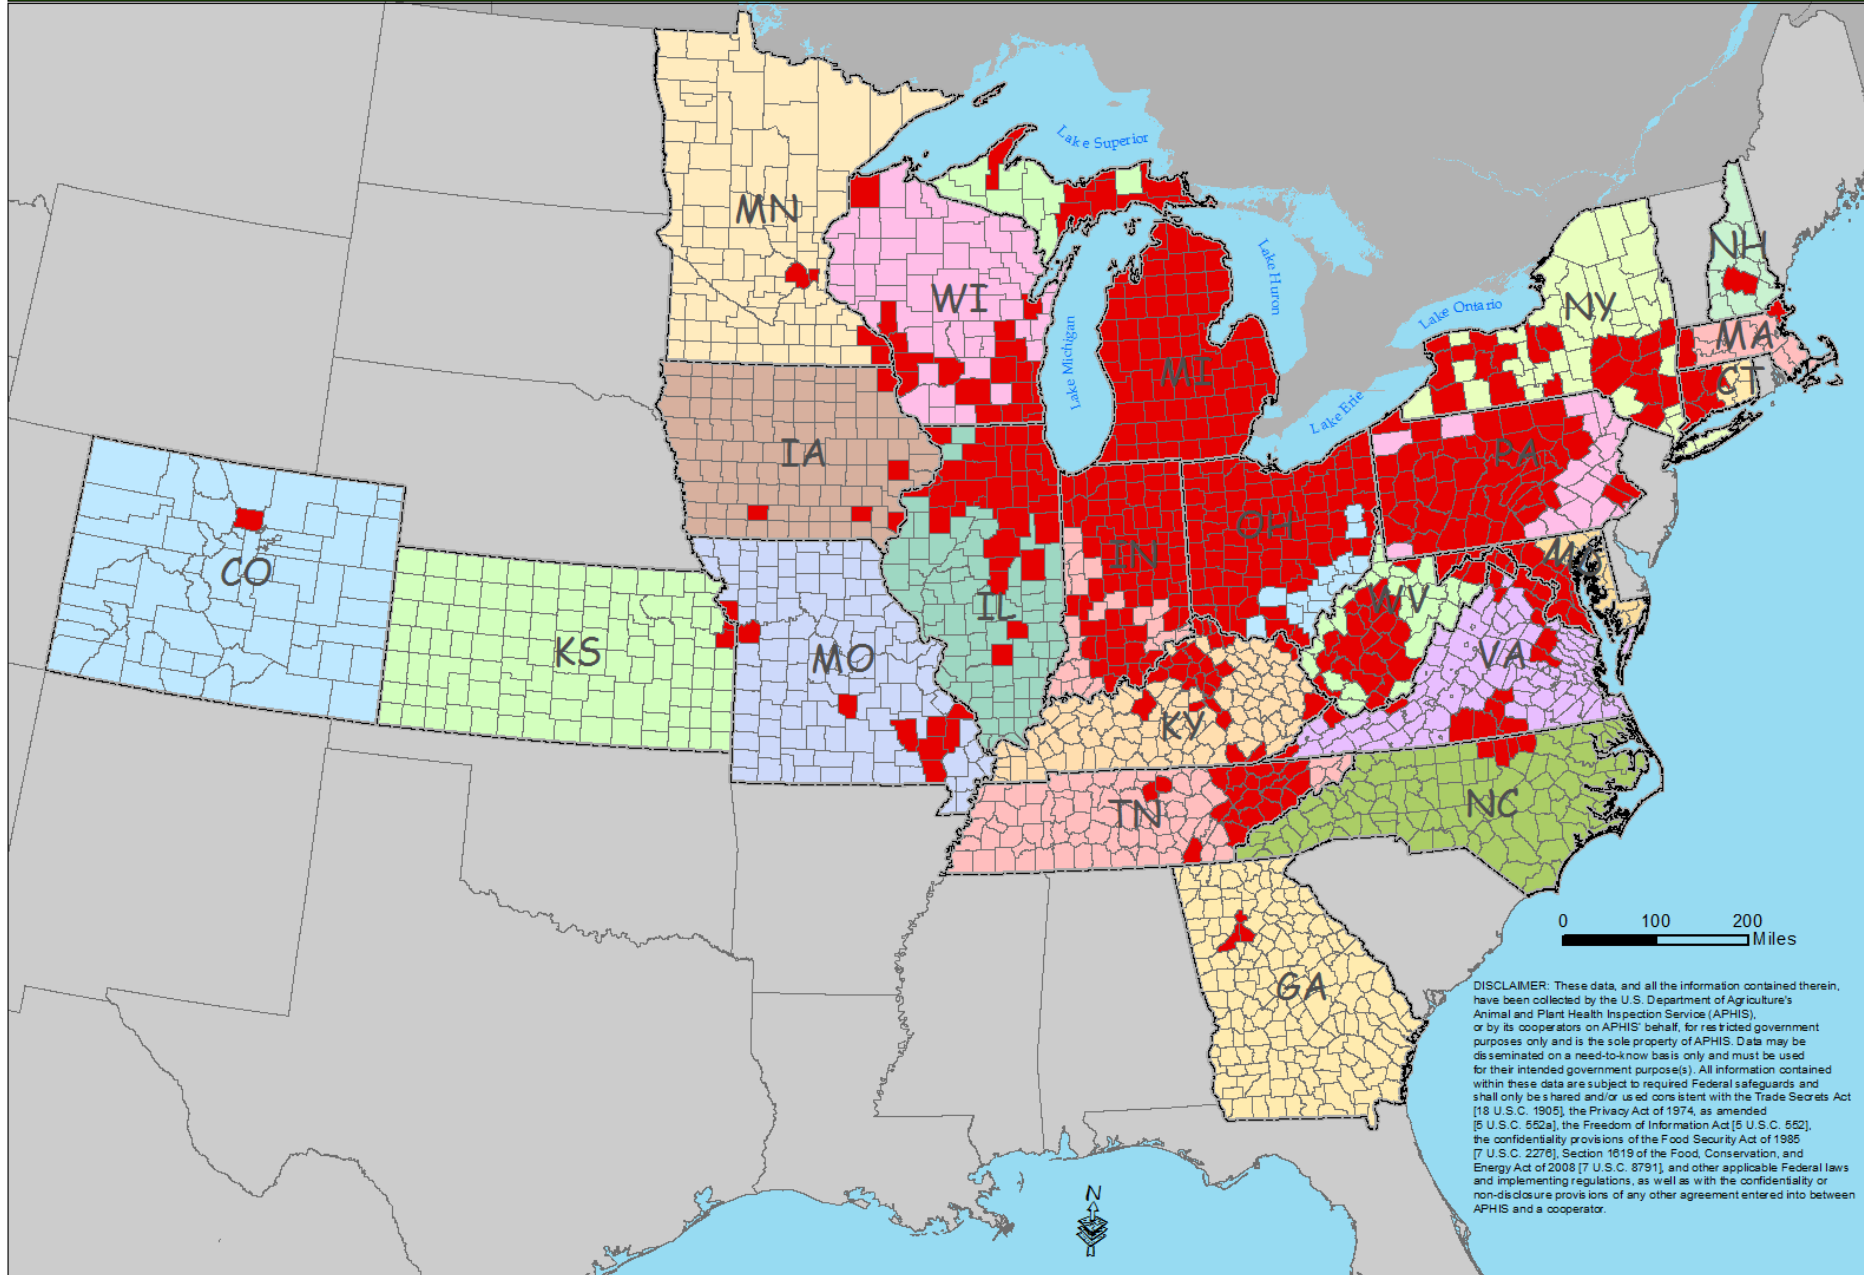 Lake Superior
MN
WI
Lake Huron
Lake Michigan
Lake Ontario
NH
NY
MA
CT
MI
Lake Erie
IA
PA
OH
IN
CO
KS
MO
IL
WV
VA
KY
TN
NC
GA
0 100 200
Miles
DISCLAIMER: These data, and all the information contained therein,
have been collected by the U.S. Department of Agriculture's
Animal and Plant Health Inspection Service (APHIS),
or by its cooperators on APHIS' behalf, for restricted government
purposes only and is the sole property of APHIS. Data may be
disseminated on a need-to-know basis only and must be used
for their intended government purpose(s). All information contained
within these data are subject to required Federal safeguards and
shall only be shared and/or used consistent with the Trade Secrets Act
[18 U.S.C. 1905], the Privacy Act of 1974, as amended
[5 U.S.C. 552a], the Freedom of Information Act [5 U.S.C. 552],
the confidentiality provisions of the Food Security Act of 1985
[7 U.S.C. 2276], Section 1619 of the Food, Conservation, and
Energy Act of 2008 [7 U.S.C. 8791], and other applicable Federal laws
and implementing regulations, as well as with the confidentiality or
non-disclosure provisions of any other agreement entered into between
APHIS and a cooperator.
N